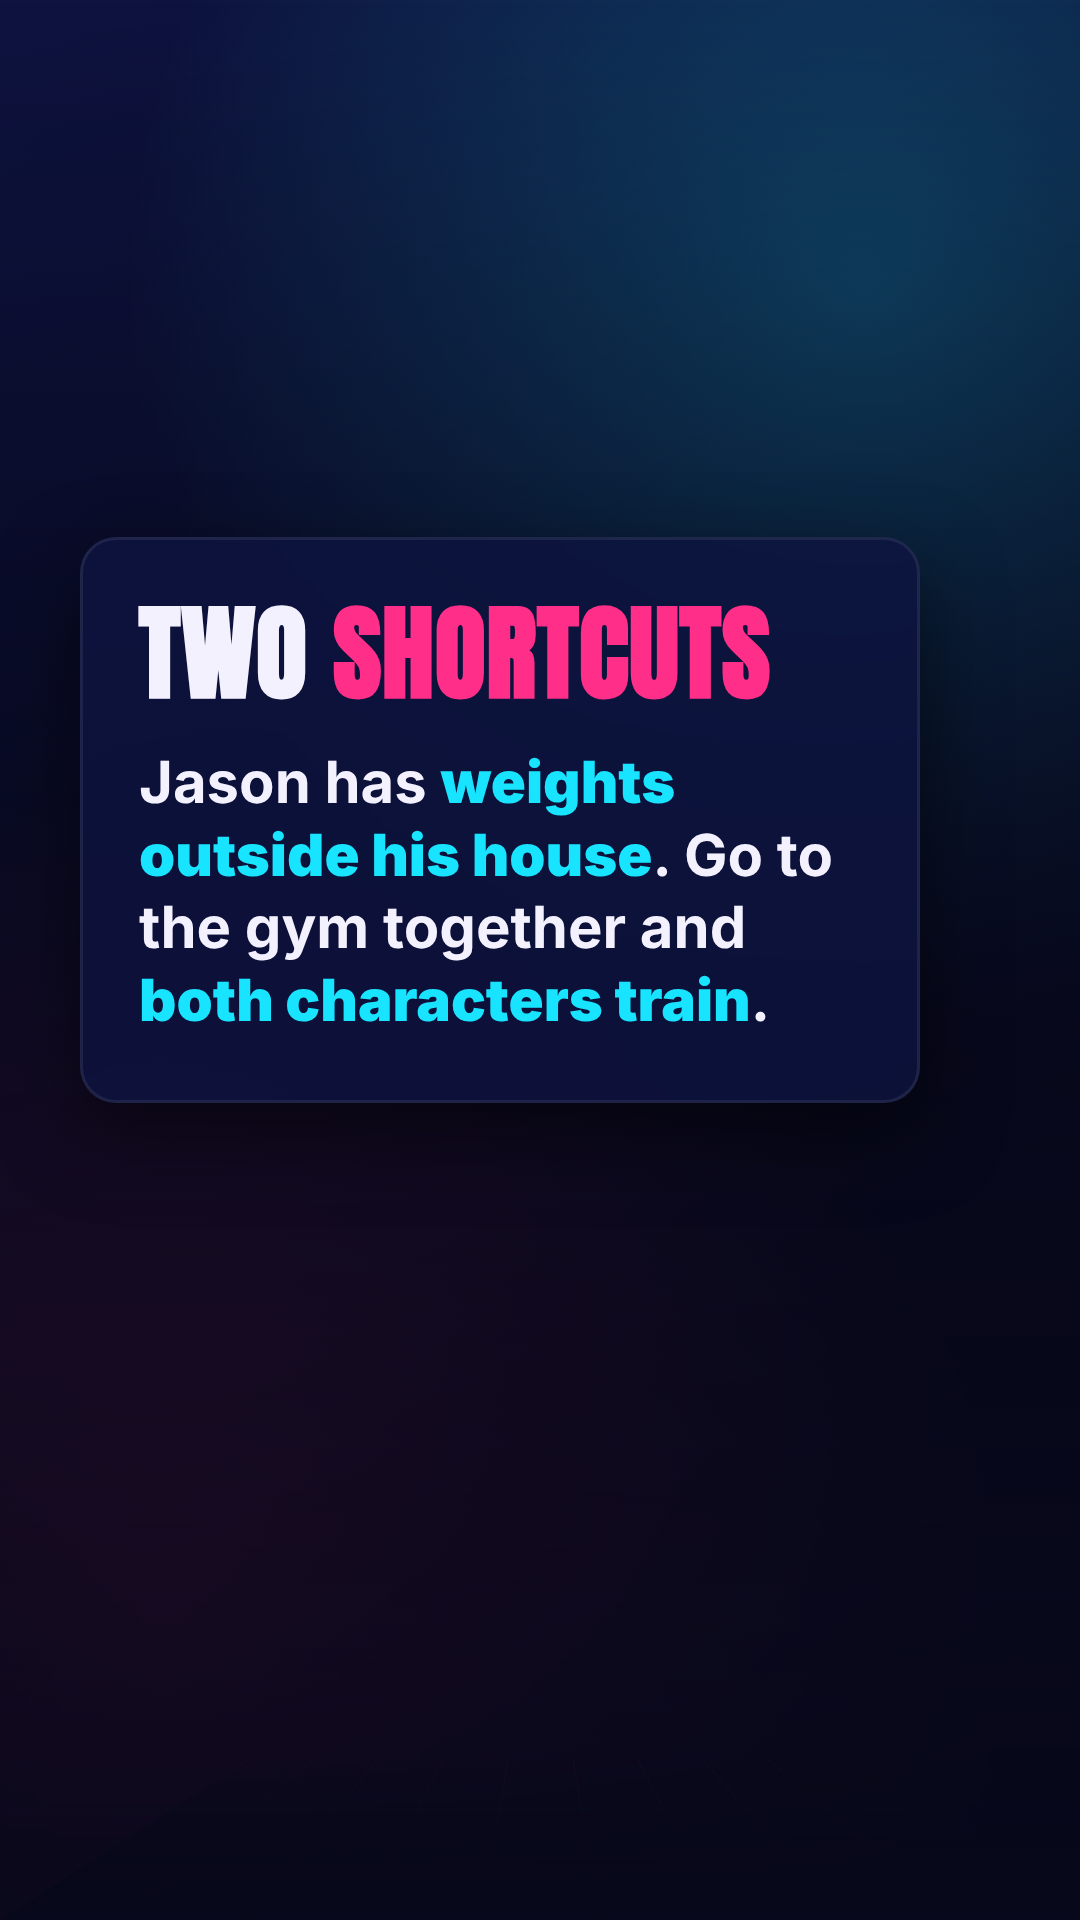 TWO SHORTCUTS
Jason has weights
outside his house. Go to
the gym together and
both characters train.